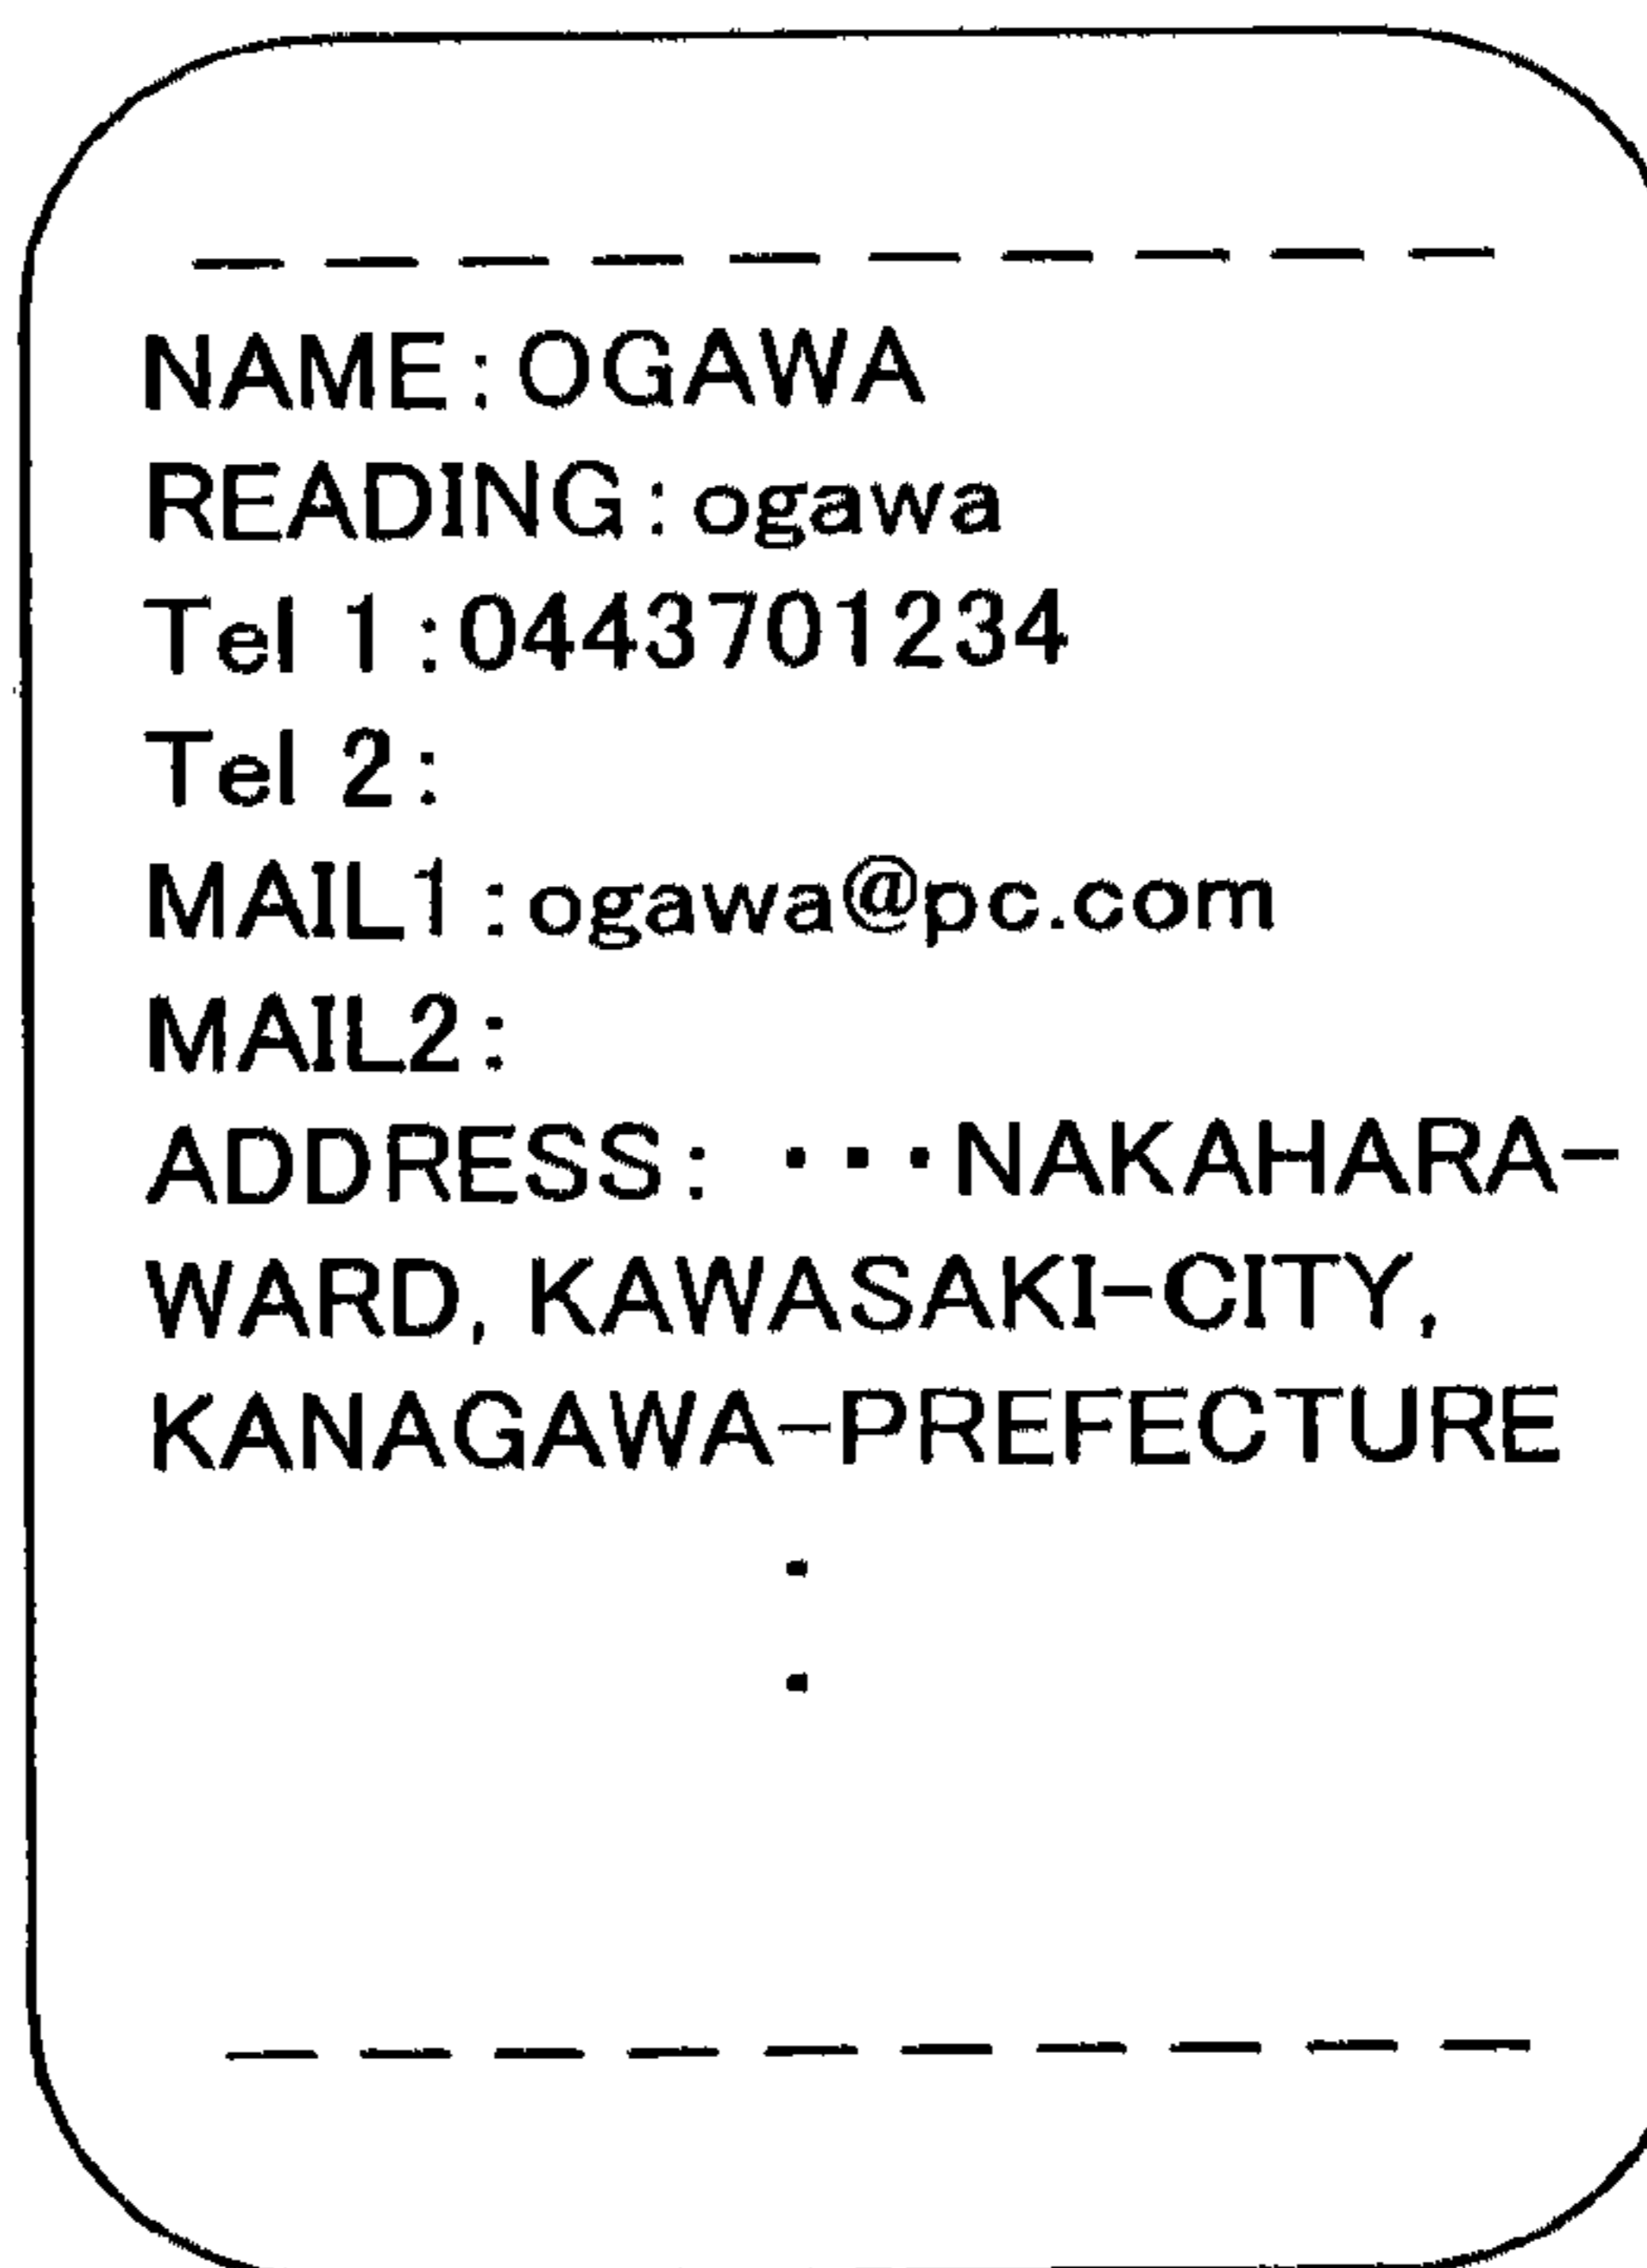 NAME:OGAWA
READING:ogawa
Tel 1:0443701234
Tel 2:
MAIL1:ogawa@pc.com
MAIL2:
ADDRESS: ･･･NAKAHARA-
WARD, KAWASAKI-CITY,
KANAGAWA-PREFECTURE
: